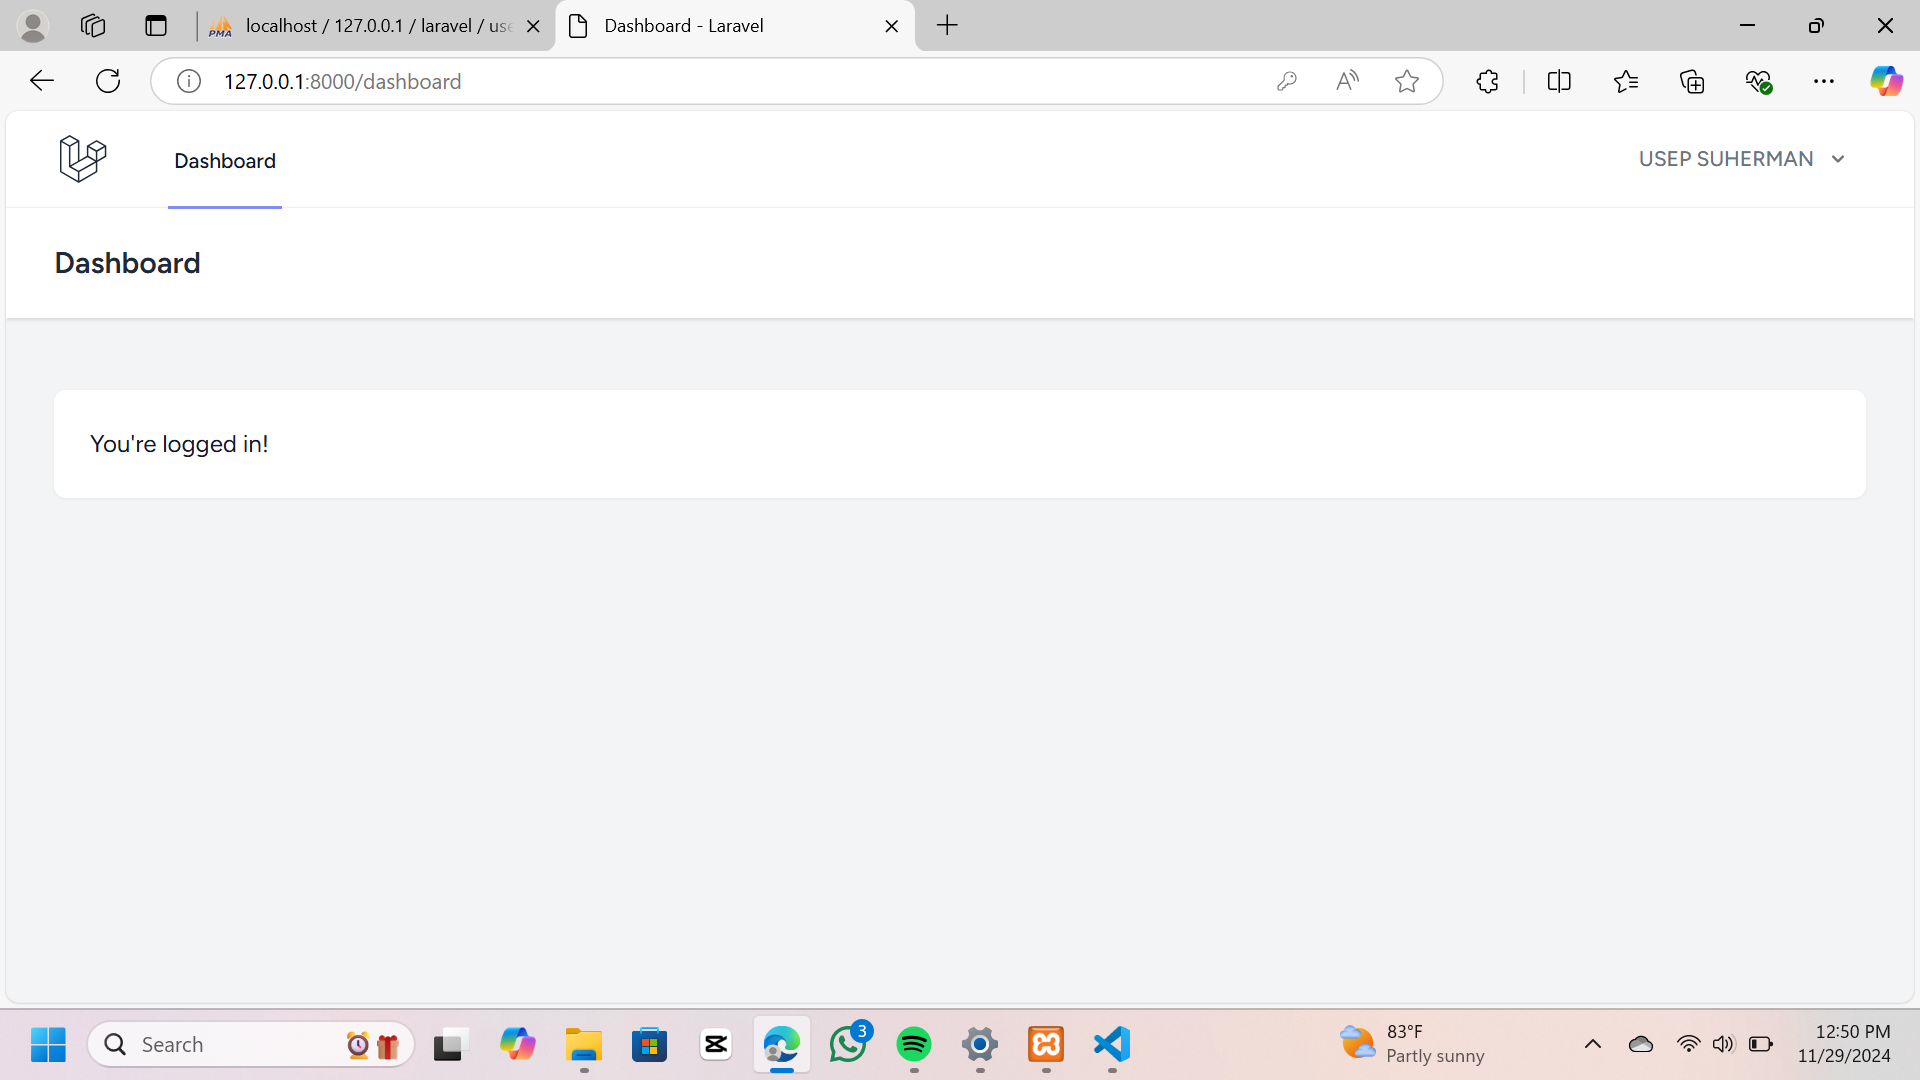 PMA
localhost / 127.0.0.1 / laravel / use
Dashboard - Laravel
127.0.0.1:8000/dashboard
Dashboard
USEP SUHERMAN
Dashboard
You're logged in!
Search
3
83°F
Partly sunny
12:50 PM
11/29/2024